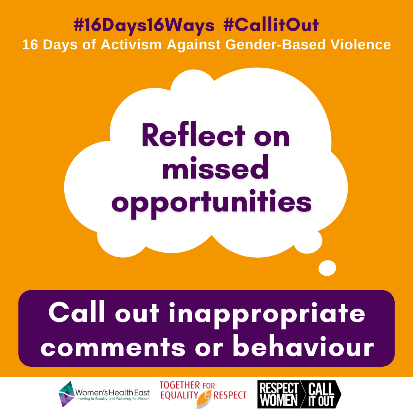 #16Days16Ways #CallitOut
16 Days of Activism Against Gender-Based Violence
Reflect on
missed
opportunities
Call out inappropriate
comments or behaviour
Women's Health East
TOGETHER FOR
EQUALITY & RESPECT
RESPECT
WOMEN
CALL
IT OUT